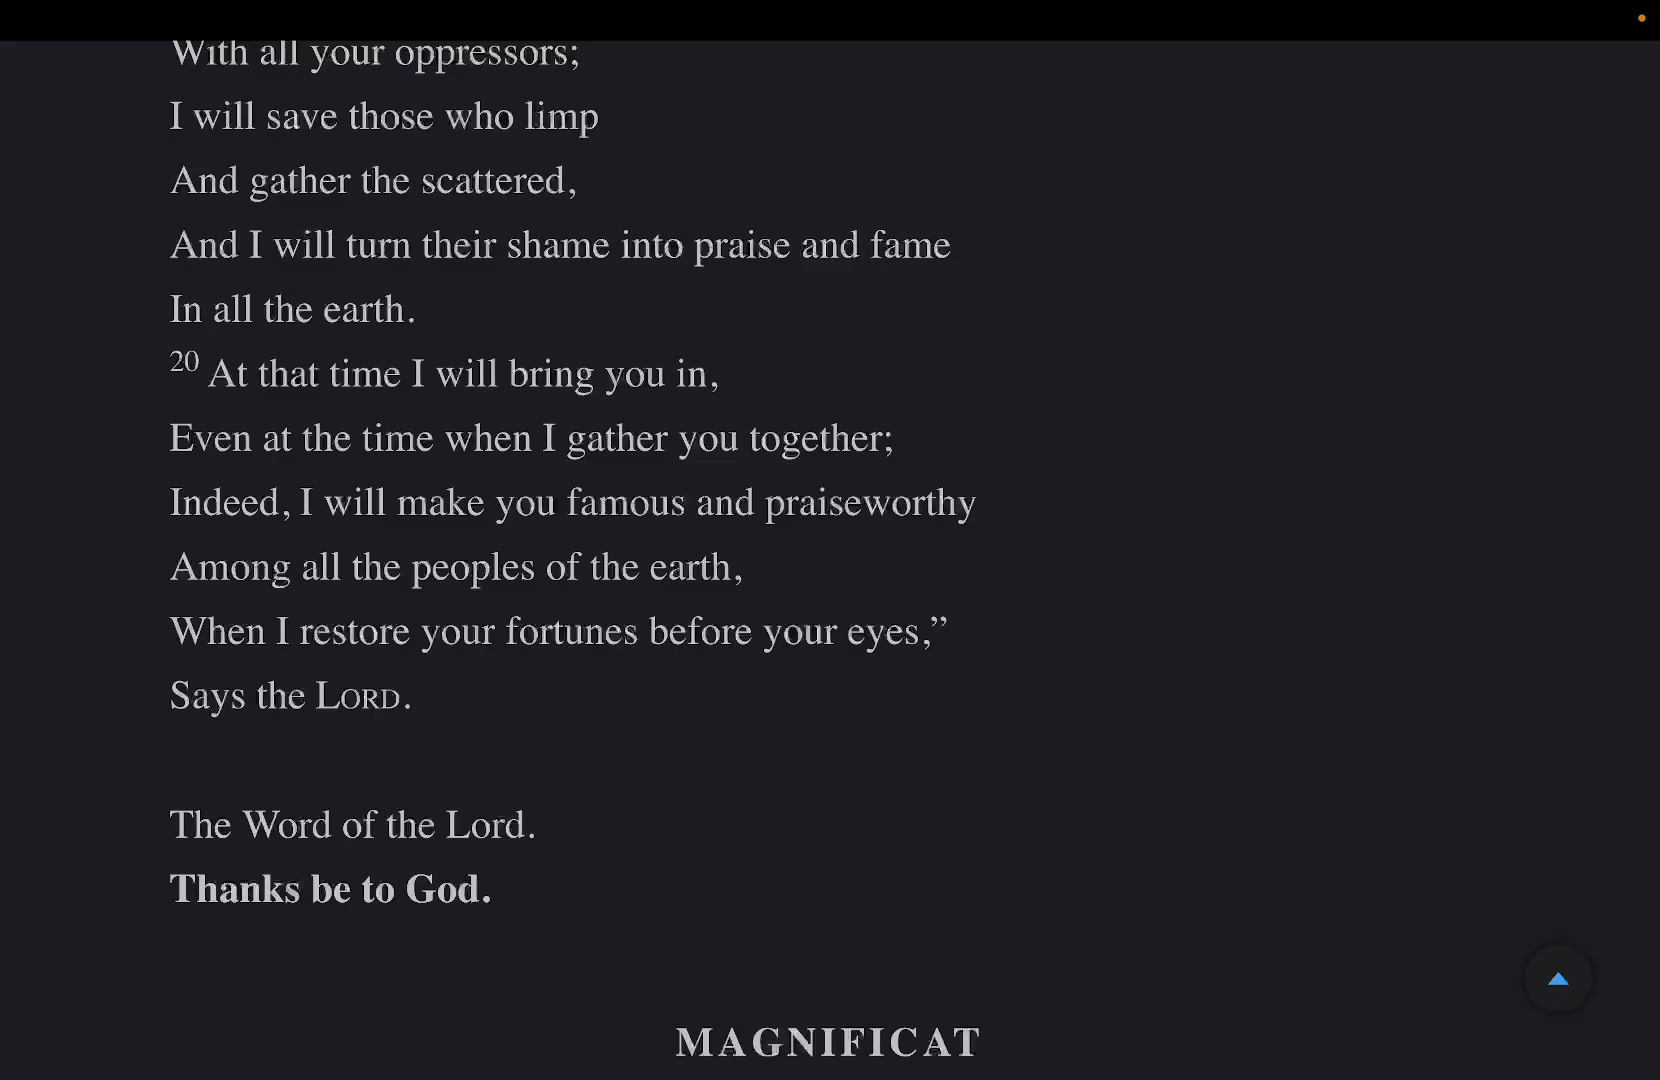 With all your oppressors;
I will save those who limp
And gather the scattered,
And I will turn their shame into praise and fame
In all the earth.
20 At that time I will bring you in,
Even at the time when I gather you together;
Indeed, I will make you famous and praiseworthy
Among all the peoples of the earth,
When I restore your fortunes before your eyes,”
Says the LORD.
The Word of the Lord.
Thanks be to God.
MAGNIFICAT